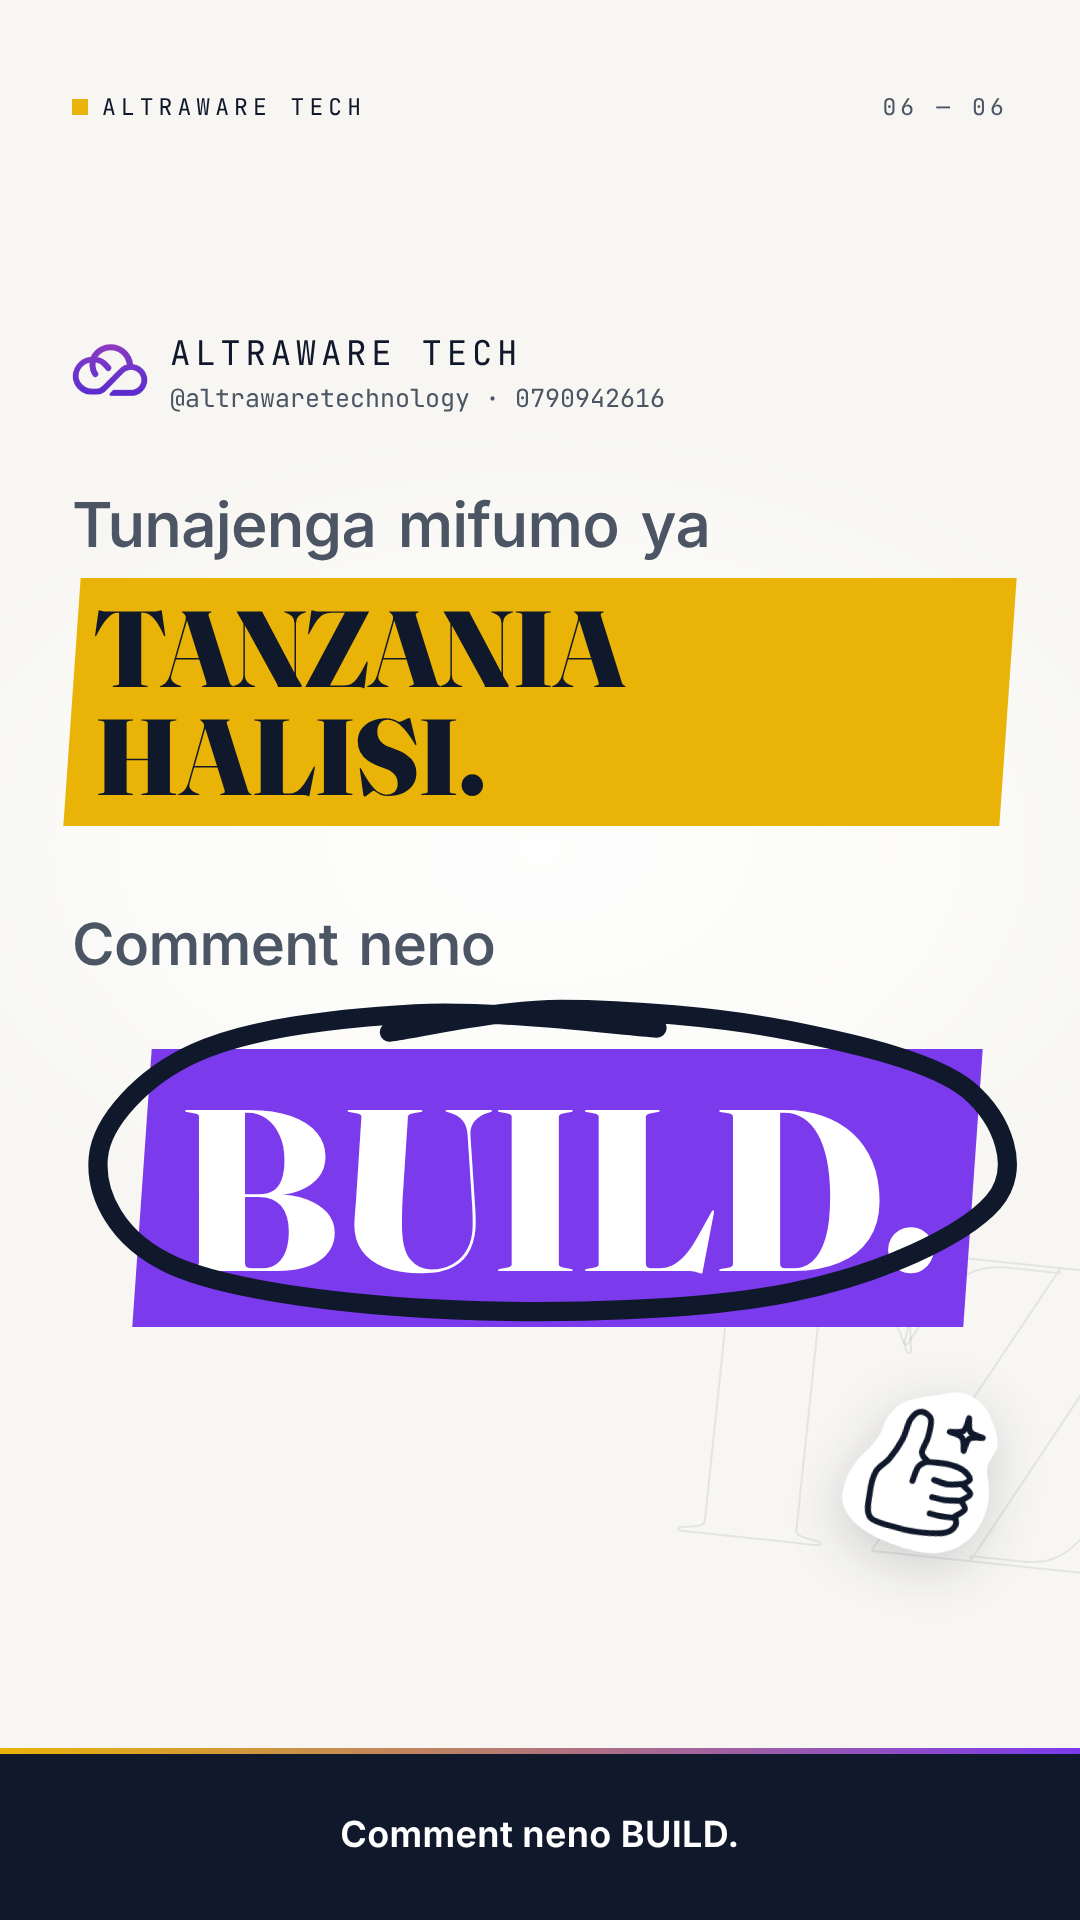 ALTRAWARE TECH
06 — 06
ALTRAWARE TECH
@altrawaretechnology · 0790942616
Tunajenga mifumo ya
TANZANIA
HALISI.
Comment neno
BUILD.
TZ
Comment neno BUILD.